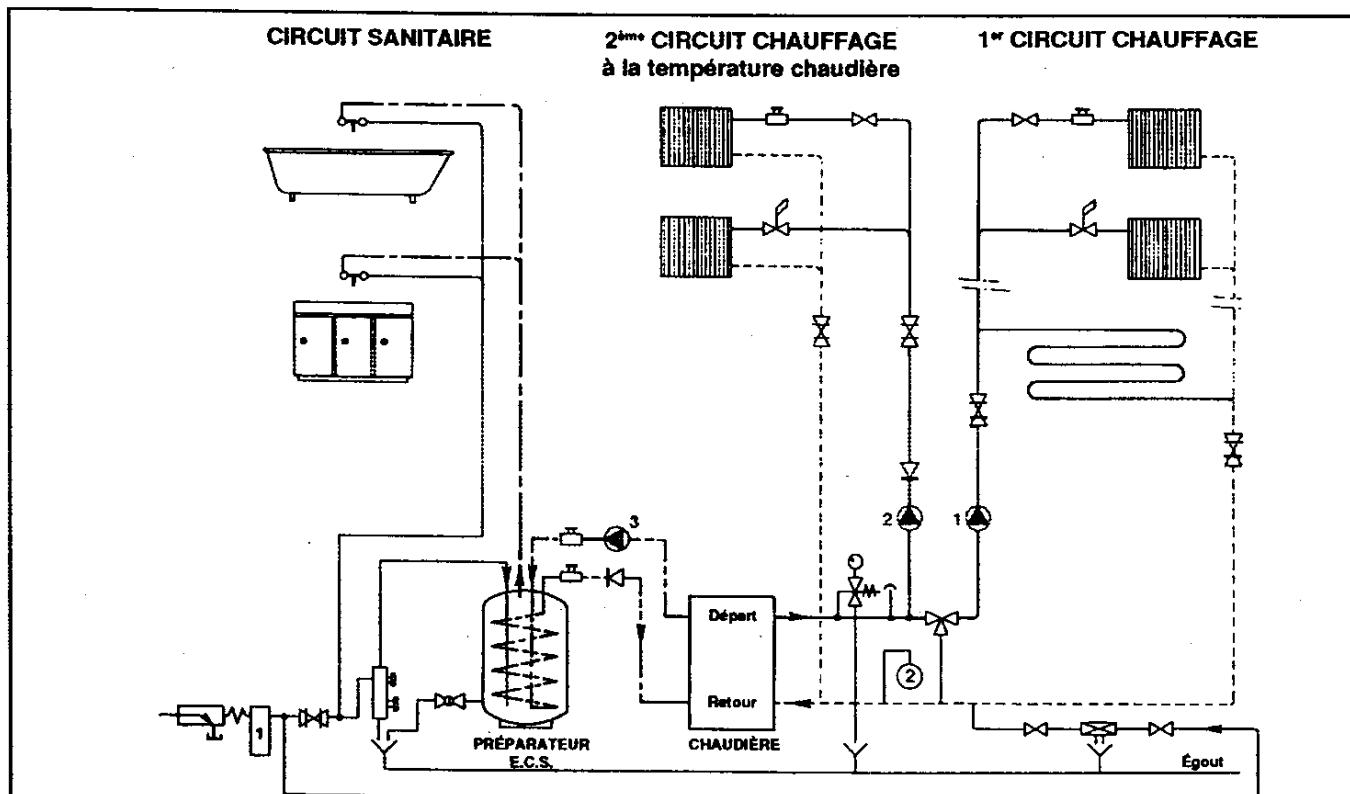 CIRCUIT SANITAIRE
2ème CIRCUIT CHAUFFAGE
à la température chaudière
1er CIRCUIT CHAUFFAGE
3
2
1
Départ
Retour
2
1
PRÉPARATEUR
E.C.S.
CHAUDIÈRE
Égout